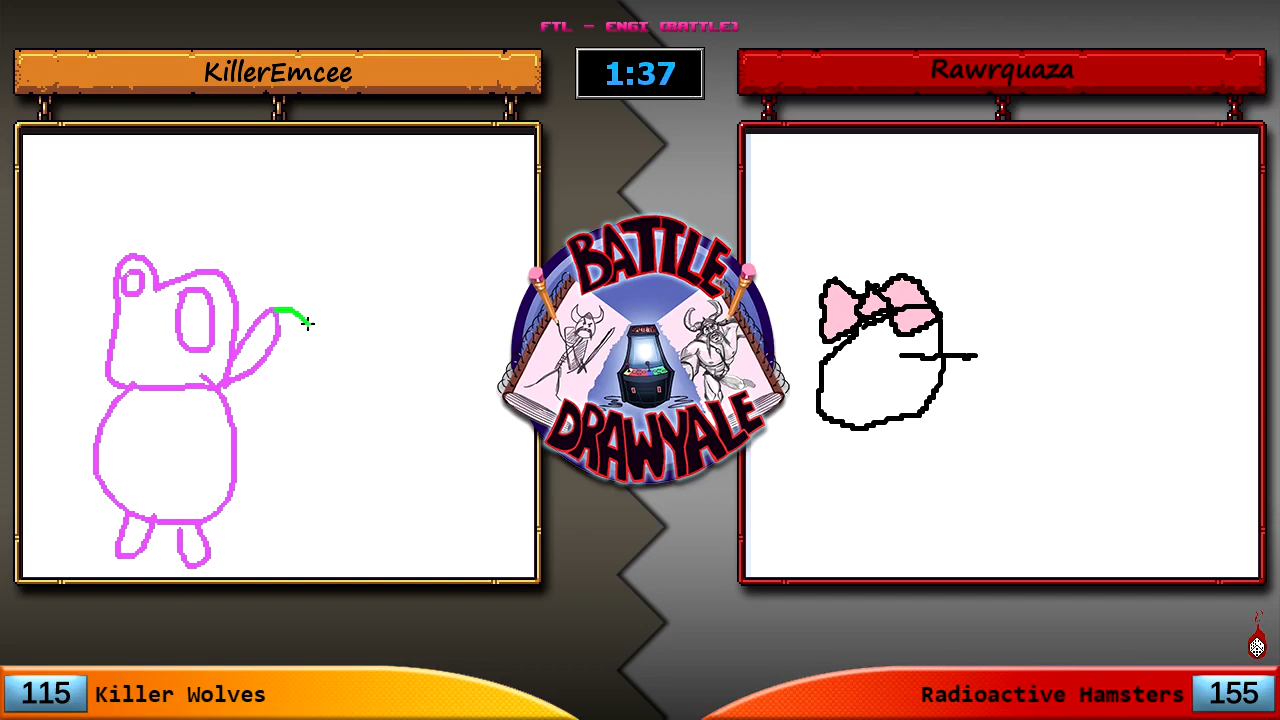 FTL - ENGI [BATTLE]
KillerEmcee
1:37
Rawrquaza
BATTLE
DRAWYALE
115 Killer Wolves
Radioactive Hamsters 155